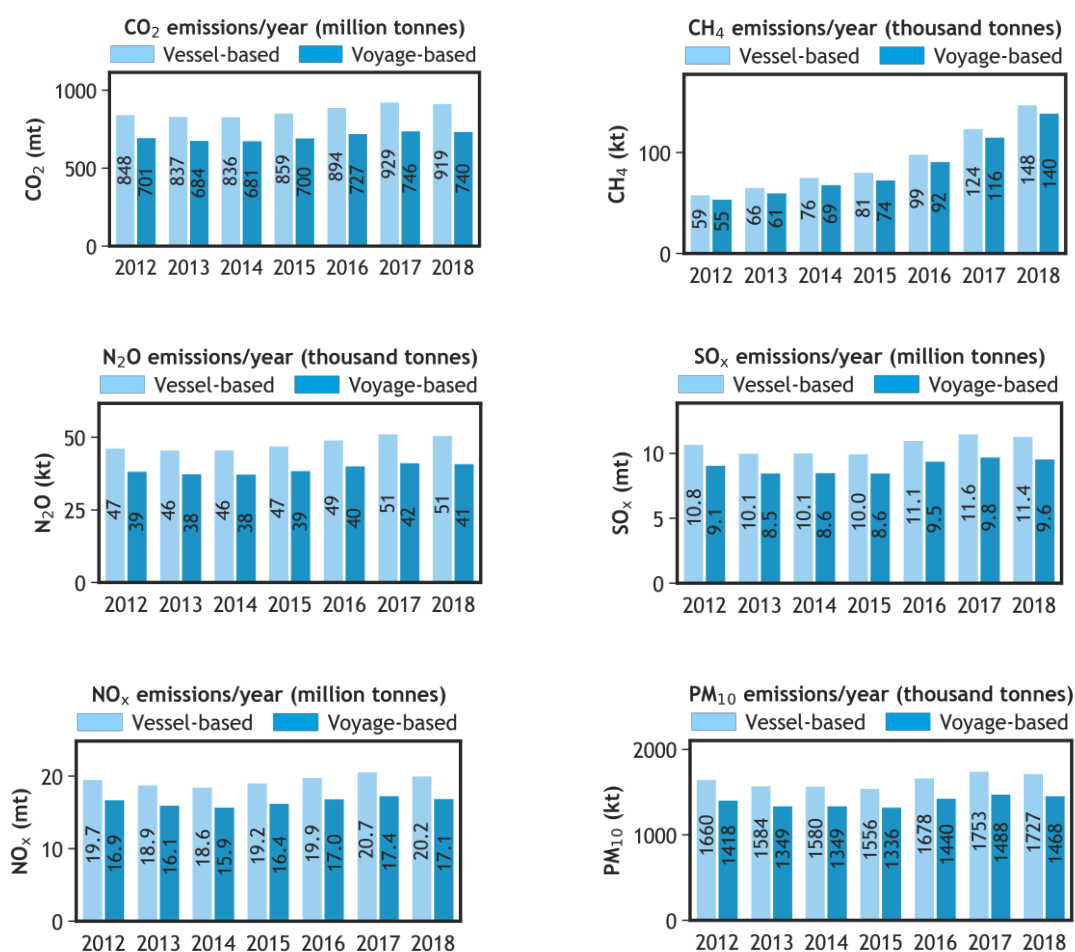 CO₂ emissions/year (million tonnes)
Vessel-based Voyage-based
CO₂ (mt)
1000
500
0
848 701 837 684 836 681 859 700 894 727 929 746 919 740
2012 2013 2014 2015 2016 2017 2018
CH₄ emissions/year (thousand tonnes)
Vessel-based Voyage-based
CH₄ (kt)
100
0
59 55 66 61 76 69 81 74 99 92 124 116 148 140
2012 2013 2014 2015 2016 2017 2018
N₂O emissions/year (thousand tonnes)
Vessel-based Voyage-based
N₂O (kt)
50
25
0
47 39 46 38 46 38 47 39 49 40 51 42 51 41
2012 2013 2014 2015 2016 2017 2018
SOₓ emissions/year (million tonnes)
Vessel-based Voyage-based
SOₓ (mt)
10
5
0
10.8 9.1 10.1 8.5 10.1 8.6 10.0 8.6 11.1 9.5 11.6 9.8 11.4 9.6
2012 2013 2014 2015 2016 2017 2018
NOₓ emissions/year (million tonnes)
Vessel-based Voyage-based
NOₓ (mt)
20
10
0
19.7 16.9 18.9 16.1 18.6 15.9 19.2 16.4 19.9 17.0 20.7 17.4 20.2 17.1
2012 2013 2014 2015 2016 2017 2018
PM₁₀ emissions/year (thousand tonnes)
Vessel-based Voyage-based
PM₁₀ (kt)
2000
1000
0
1660 1418 1584 1349 1580 1349 1556 1336 1678 1440 1753 1488 1727 1468
2012 2013 2014 2015 2016 2017 2018